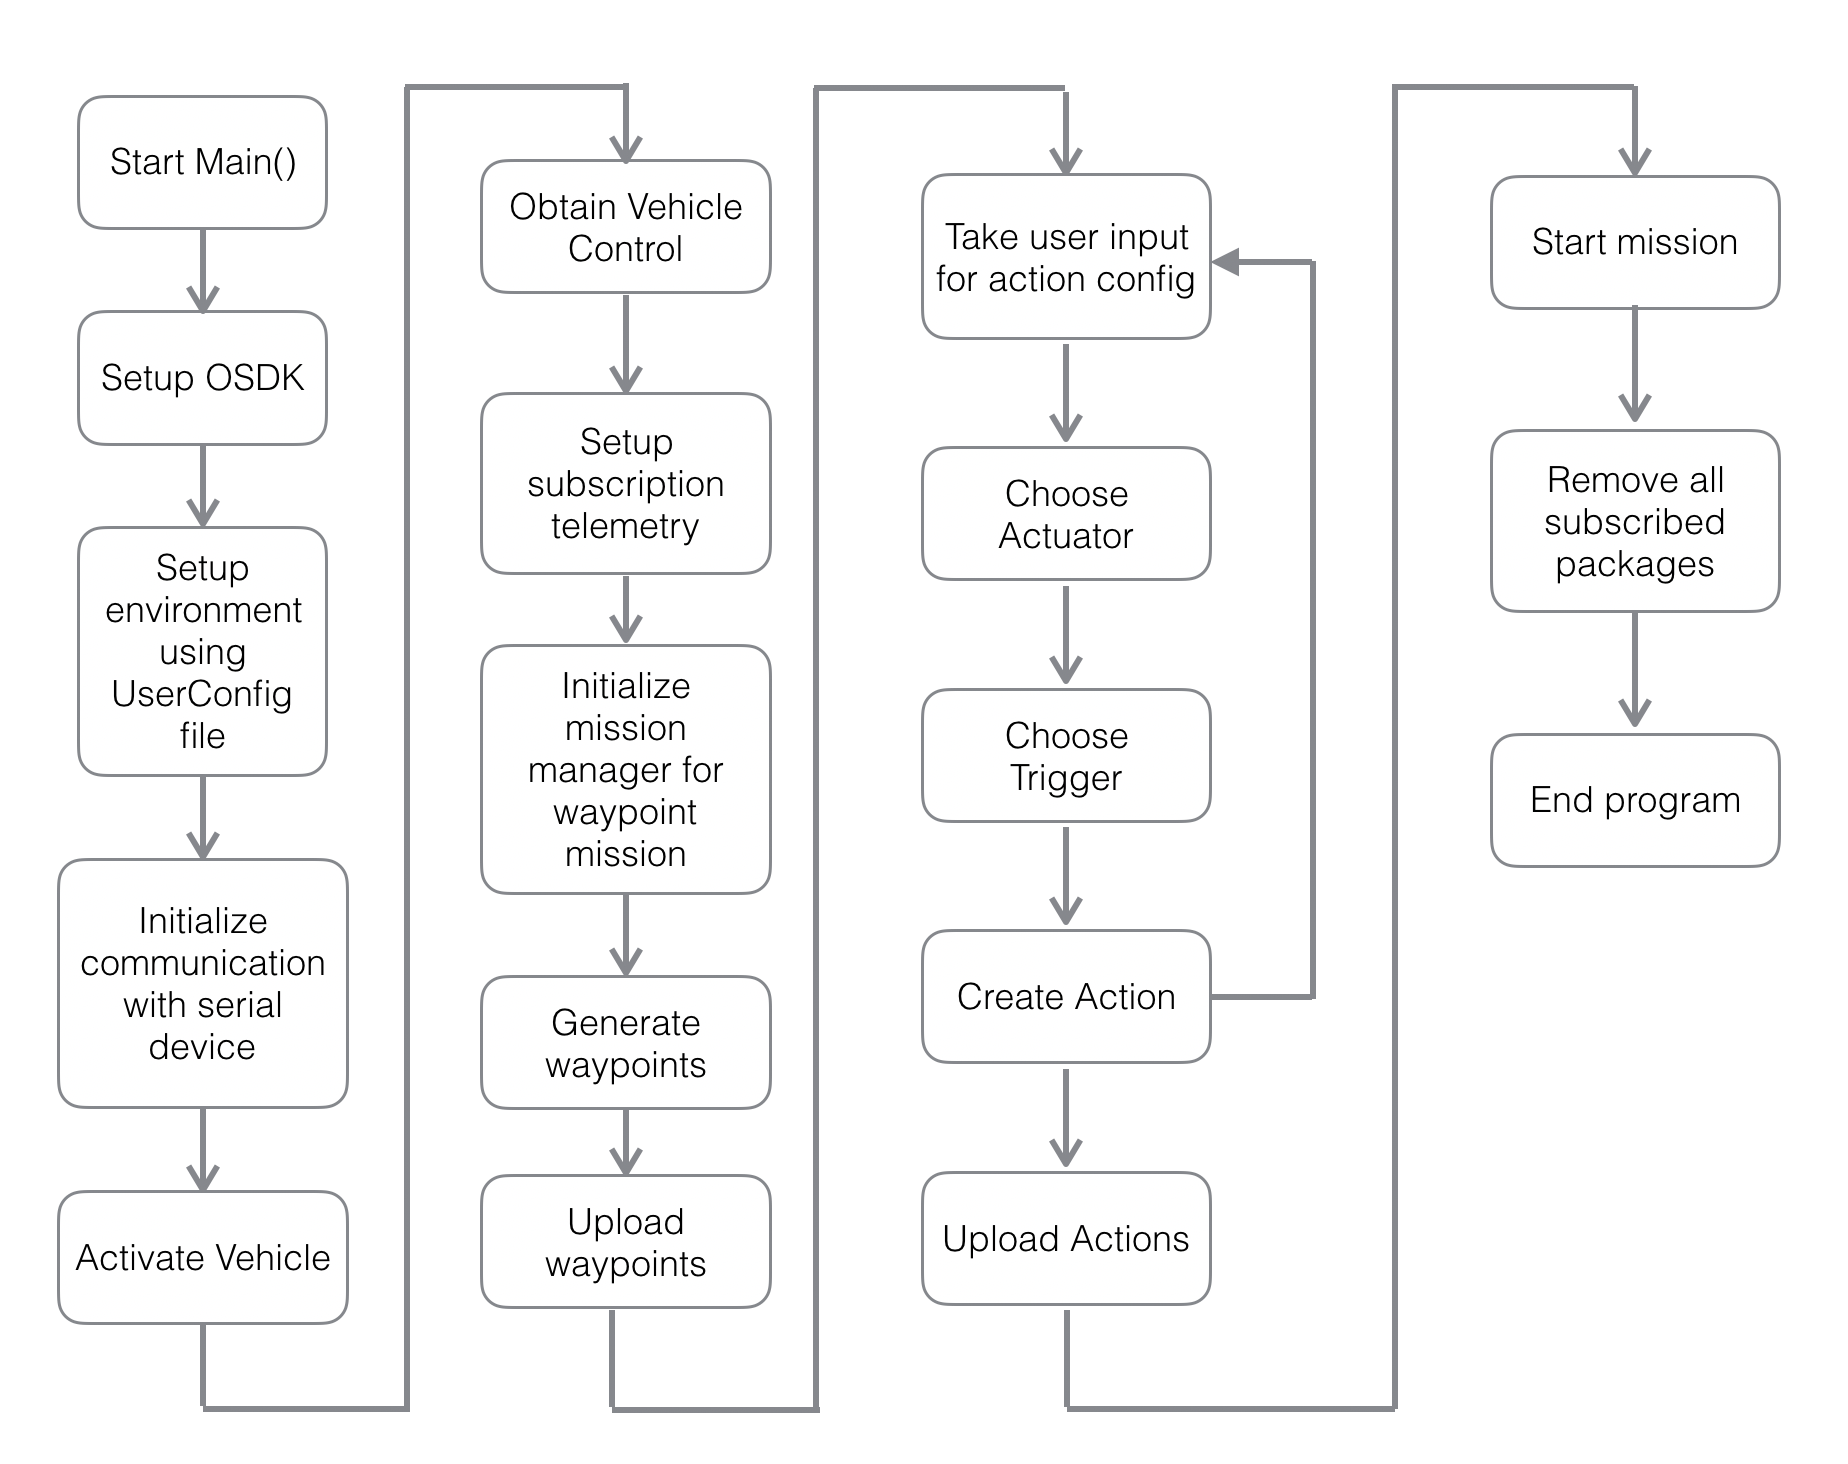 Start Main()
Setup OSDK
Setup
environment
using
UserConfig
file
Initialize
communication
with serial
device
Activate Vehicle
Obtain Vehicle
Control
Setup
subscription
telemetry
Initialize
mission
manager for
waypoint
mission
Generate
waypoints
Upload
waypoints
Take user input
for action config
Choose
Actuator
Choose
Trigger
Create Action
Upload Actions
Start mission
Remove all
subscribed
packages
End program